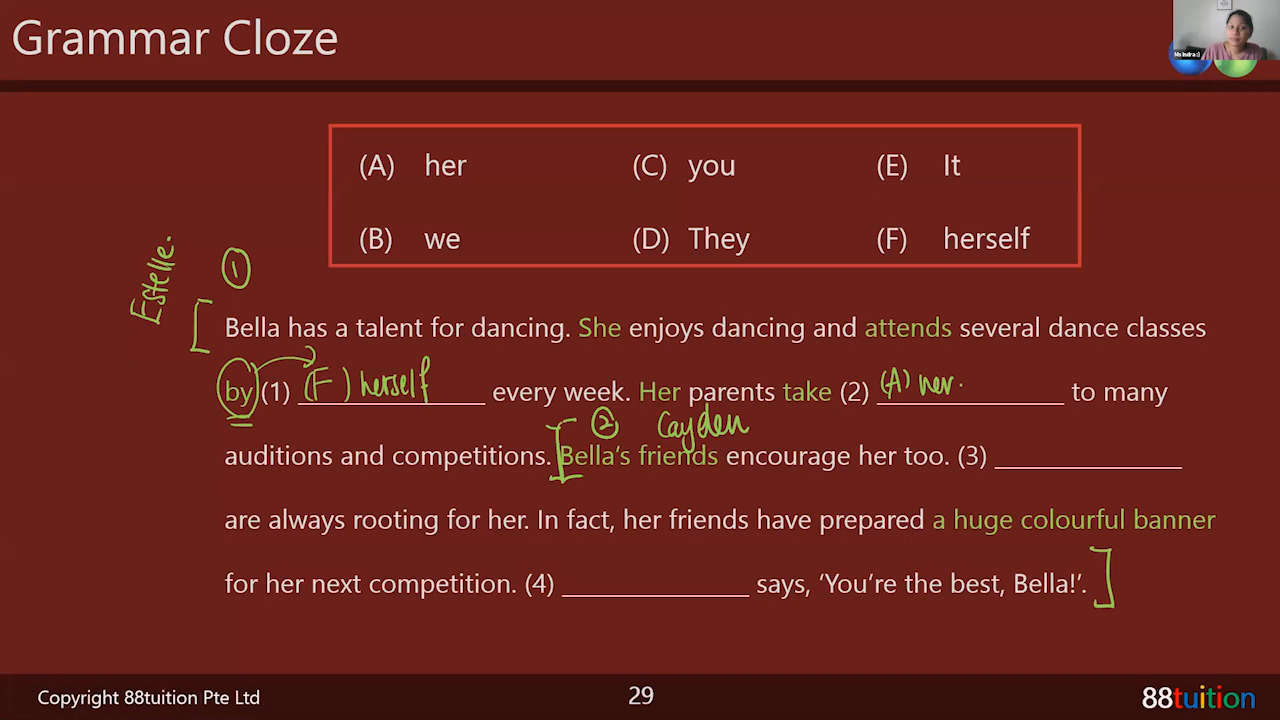 Grammar Cloze
Ms Indra :)
(A) her (C) you (E) It
(B) we (D) They (F) herself
Estelle.
1
Bella has a talent for dancing. She enjoys dancing and attends several dance classes
by (1) (F) herself every week. Her parents take (2) (A) her. to many
2 Cayden
auditions and competitions. Bella's friends encourage her too. (3) _______________
are always rooting for her. In fact, her friends have prepared a huge colourful banner
for her next competition. (4) _______________ says, ‘You’re the best, Bella!’.
Copyright 88tuition Pte Ltd
29
88tuition